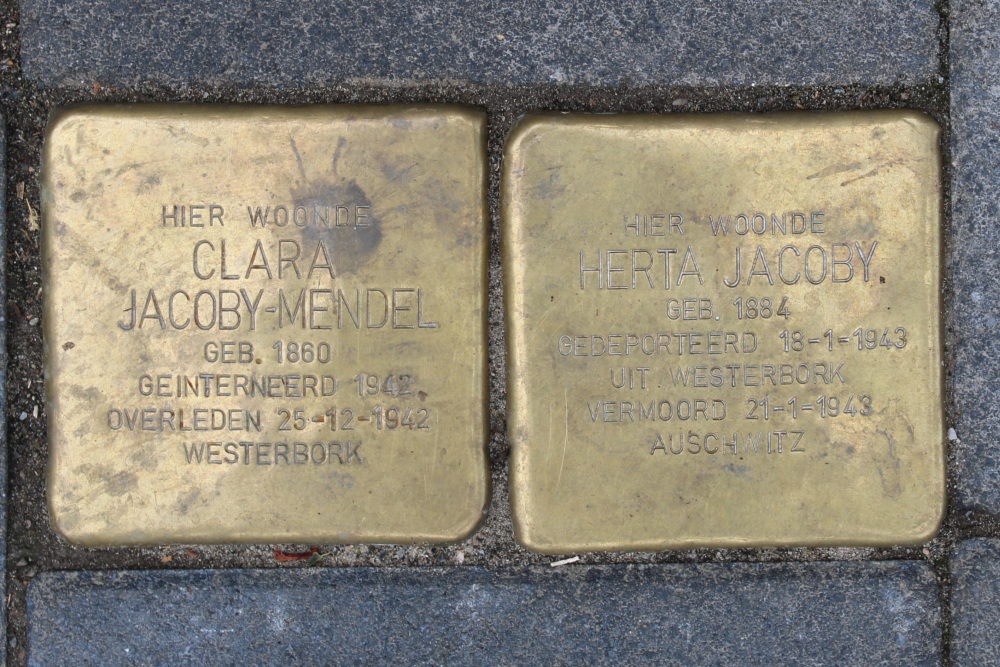 HIER WOONDE
CLARA
JACOBY-MENDEL
GEB. 1860
GEINTERNEERD 1942
OVERLEDEN 25-12-1942
WESTERBORK
HIER WOONDE
HERTA JACOBY
GEB. 1884
GEDEPORTEERD 18-1-1943
UIT WESTERBORK
VERMOORD 21-1-1943
AUSCHWITZ